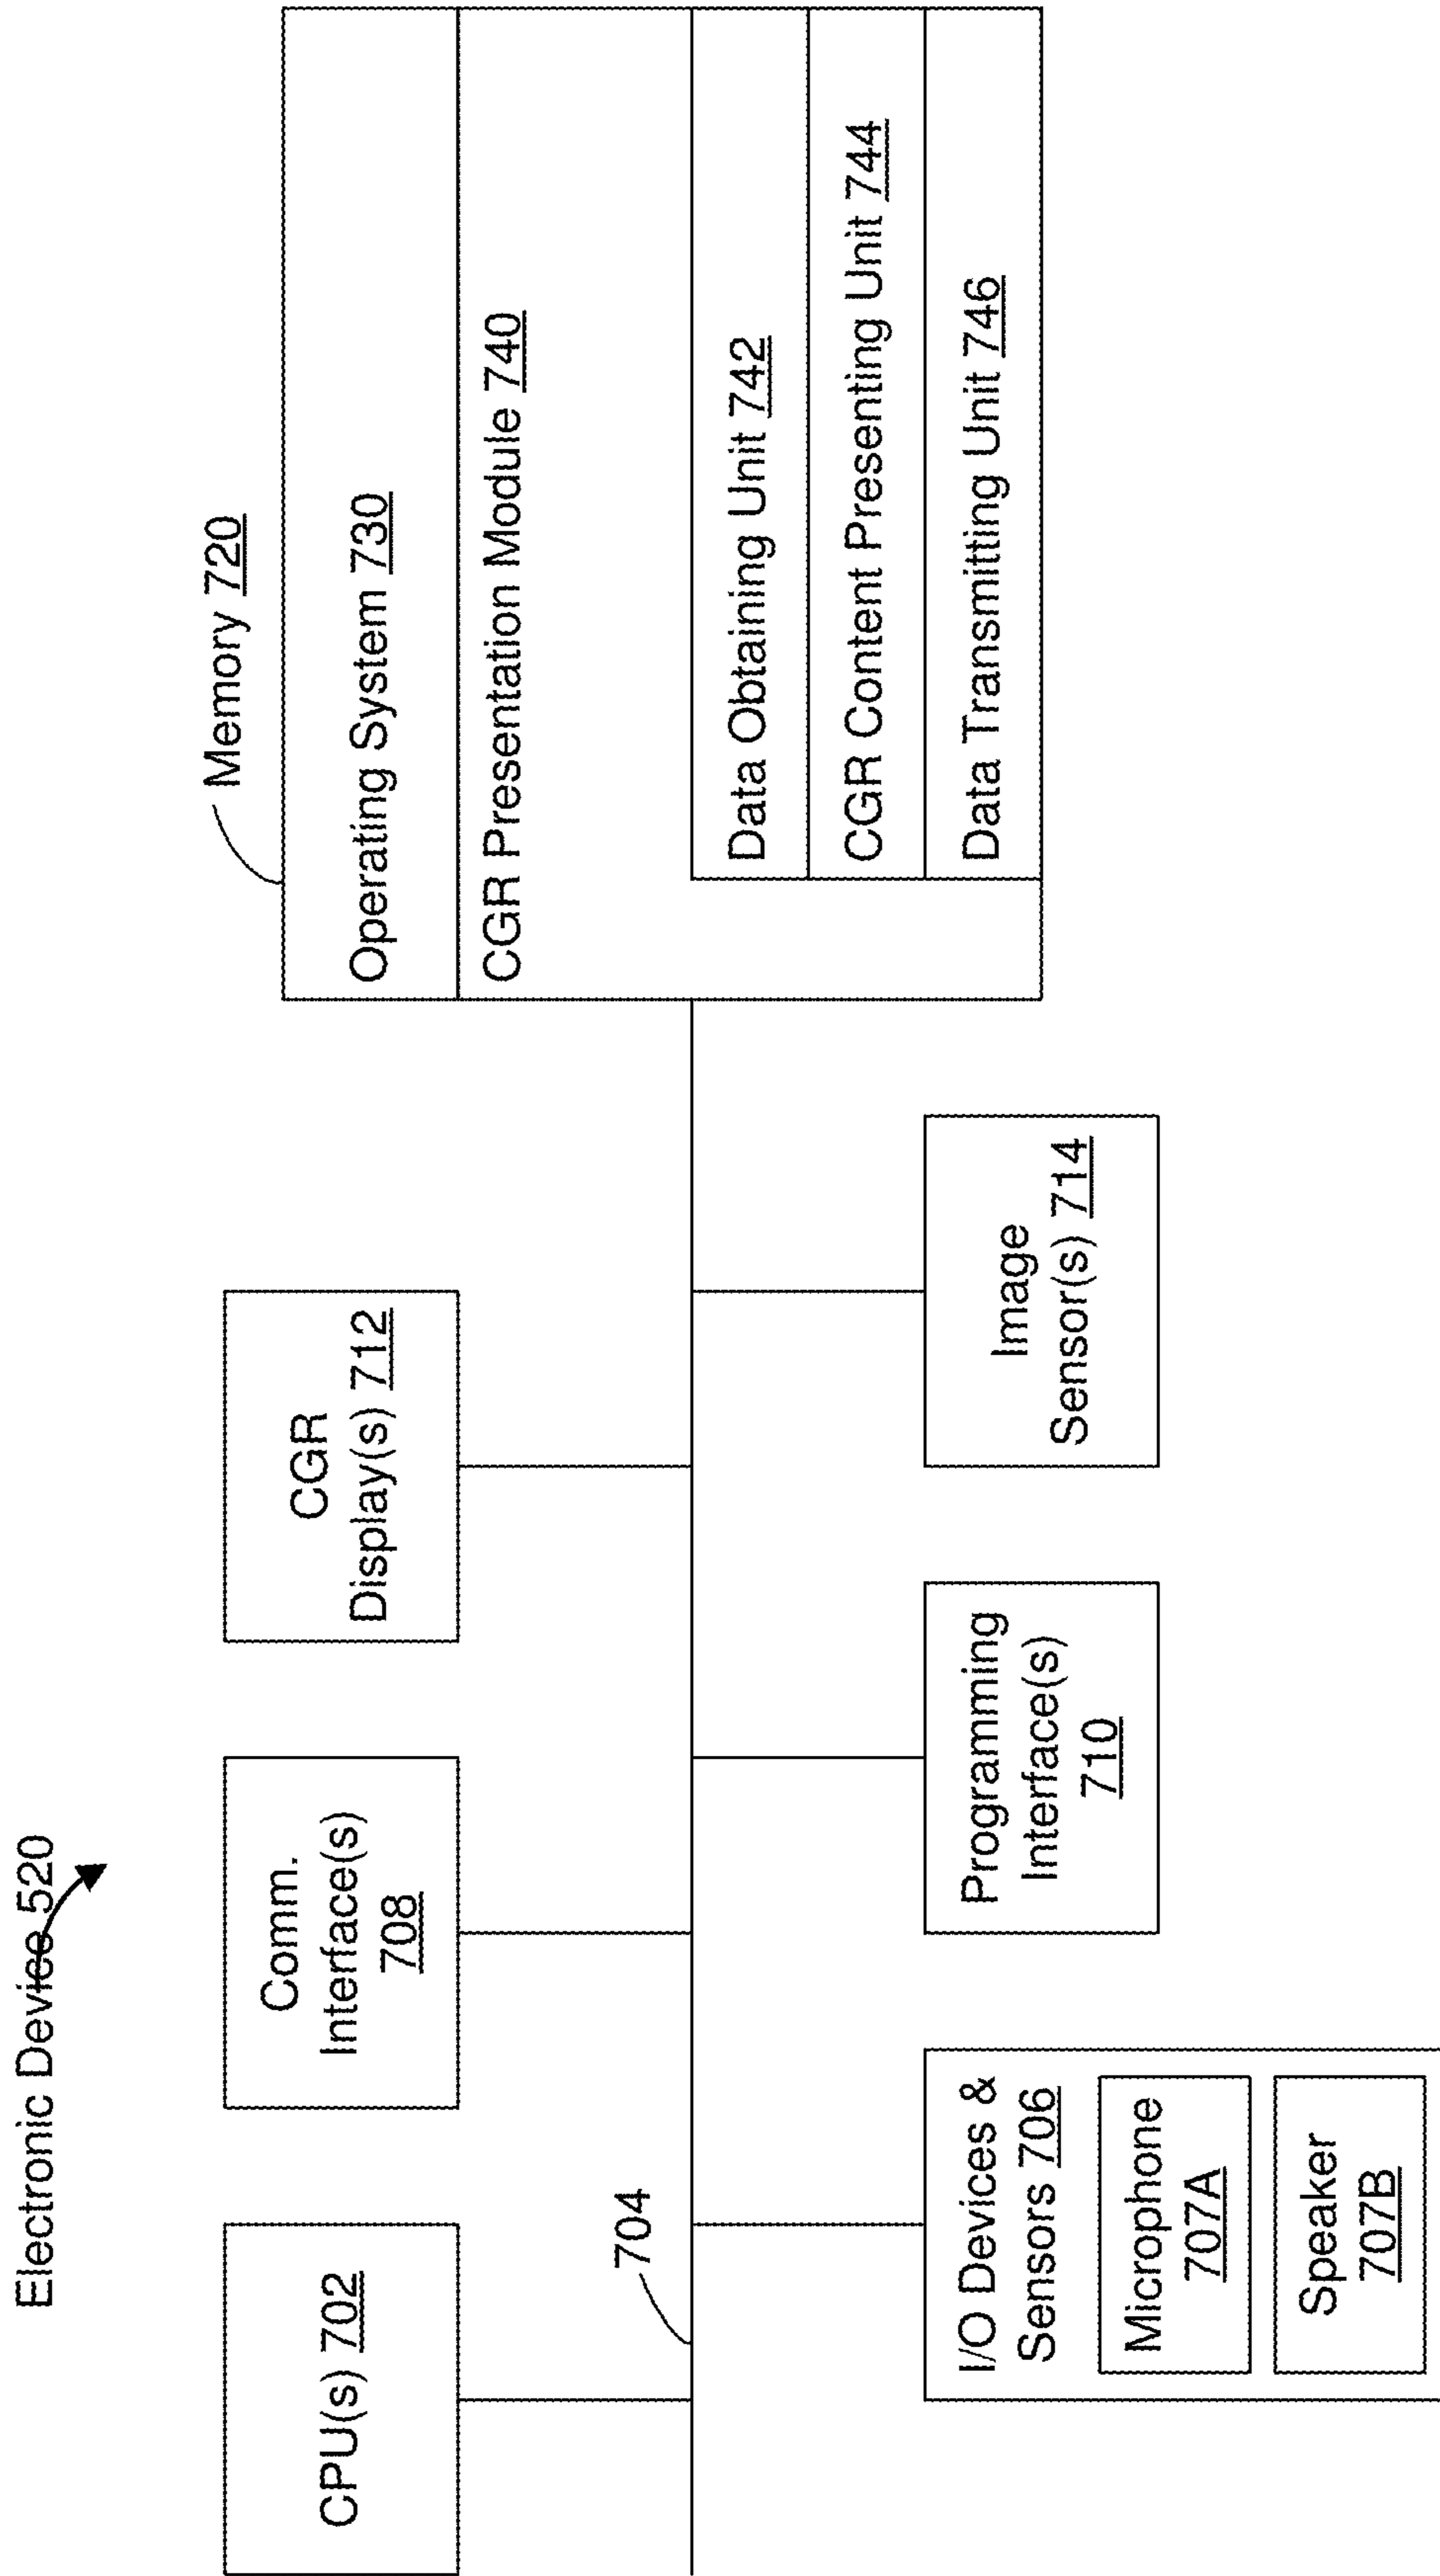 Electronic Device 520
CPU(s) 702
Comm.
Interface(s)
708
CGR
Display(s) 712
704
I/O Devices &
Sensors 706
Microphone
707A
Speaker
707B
Programming
Interface(s)
710
Image
Sensor(s) 714
Memory 720
Operating System 730
CGR Presentation Module 740
Data Obtaining Unit 742
CGR Content Presenting Unit 744
Data Transmitting Unit 746